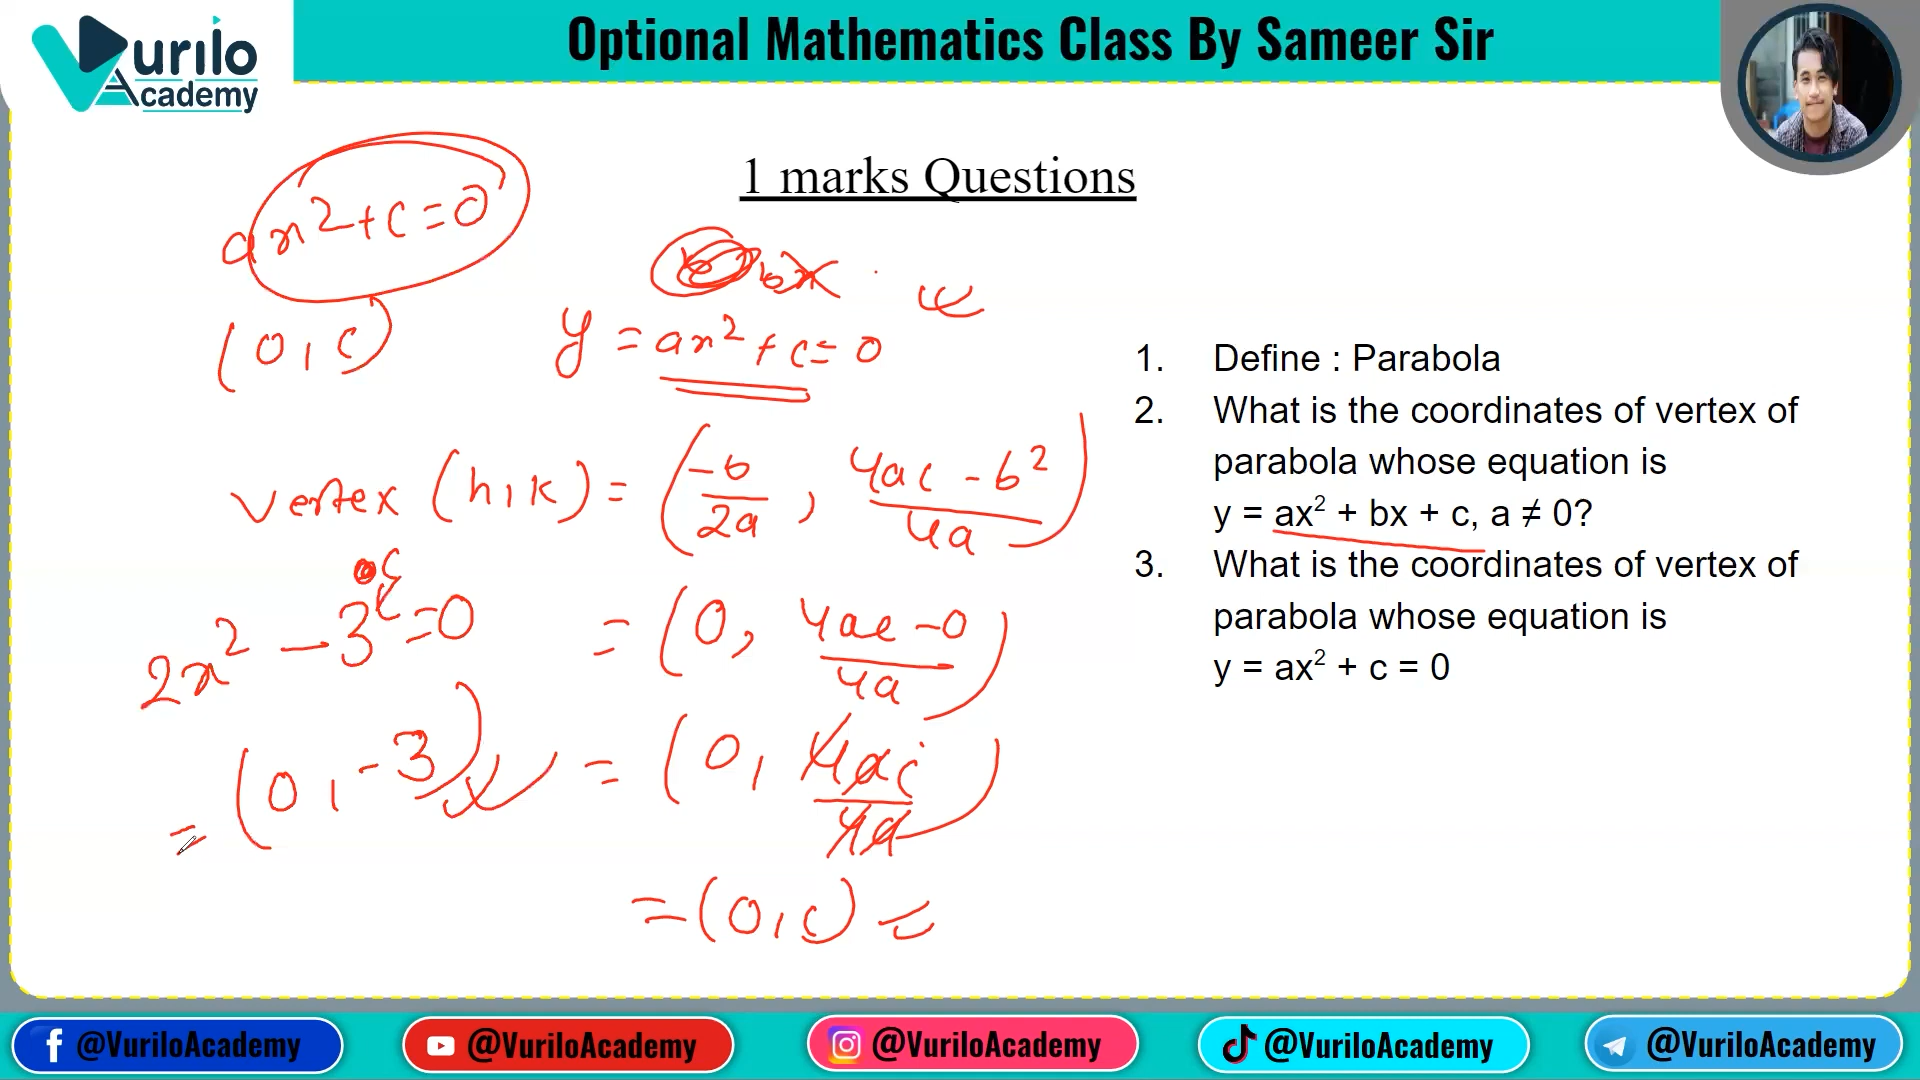 Vurilo
Academy
Optional Mathematics Class By Sameer Sir
1 marks Questions
ax²+c=0
(0, c)
bx
y = ax² + c = 0
vertex (h, k) = (-b/2a, 4ac - b²/4a)
2x² - 3 = 0
c
= (0, 4ac - 0/4a)
= (0, -3)
= (0, 4ac/4a)
= (0, c)
1. Define : Parabola
2. What is the coordinates of vertex of
parabola whose equation is
y = ax² + bx + c, a ≠ 0?
3. What is the coordinates of vertex of
parabola whose equation is
y = ax² + c = 0
@VuriloAcademy
@VuriloAcademy
@VuriloAcademy
@VuriloAcademy
@VuriloAcademy